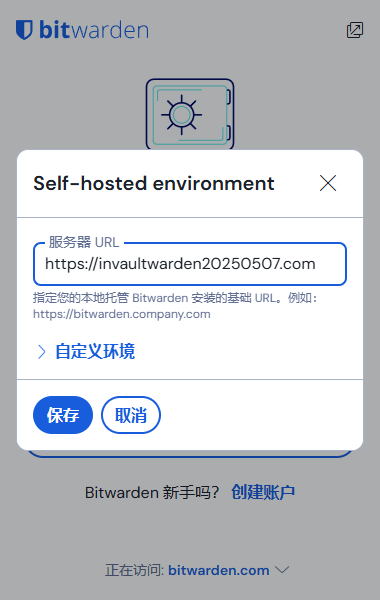 bitwarden
Self-hosted environment
服务器 URL
https://invaultwarden20250507.com
指定您的本地托管 Bitwarden 安装的基础 URL。例如：
https://bitwarden.company.com
自定义环境
保存 取消
Bitwarden 新手吗？ 创建账户
正在访问: bitwarden.com